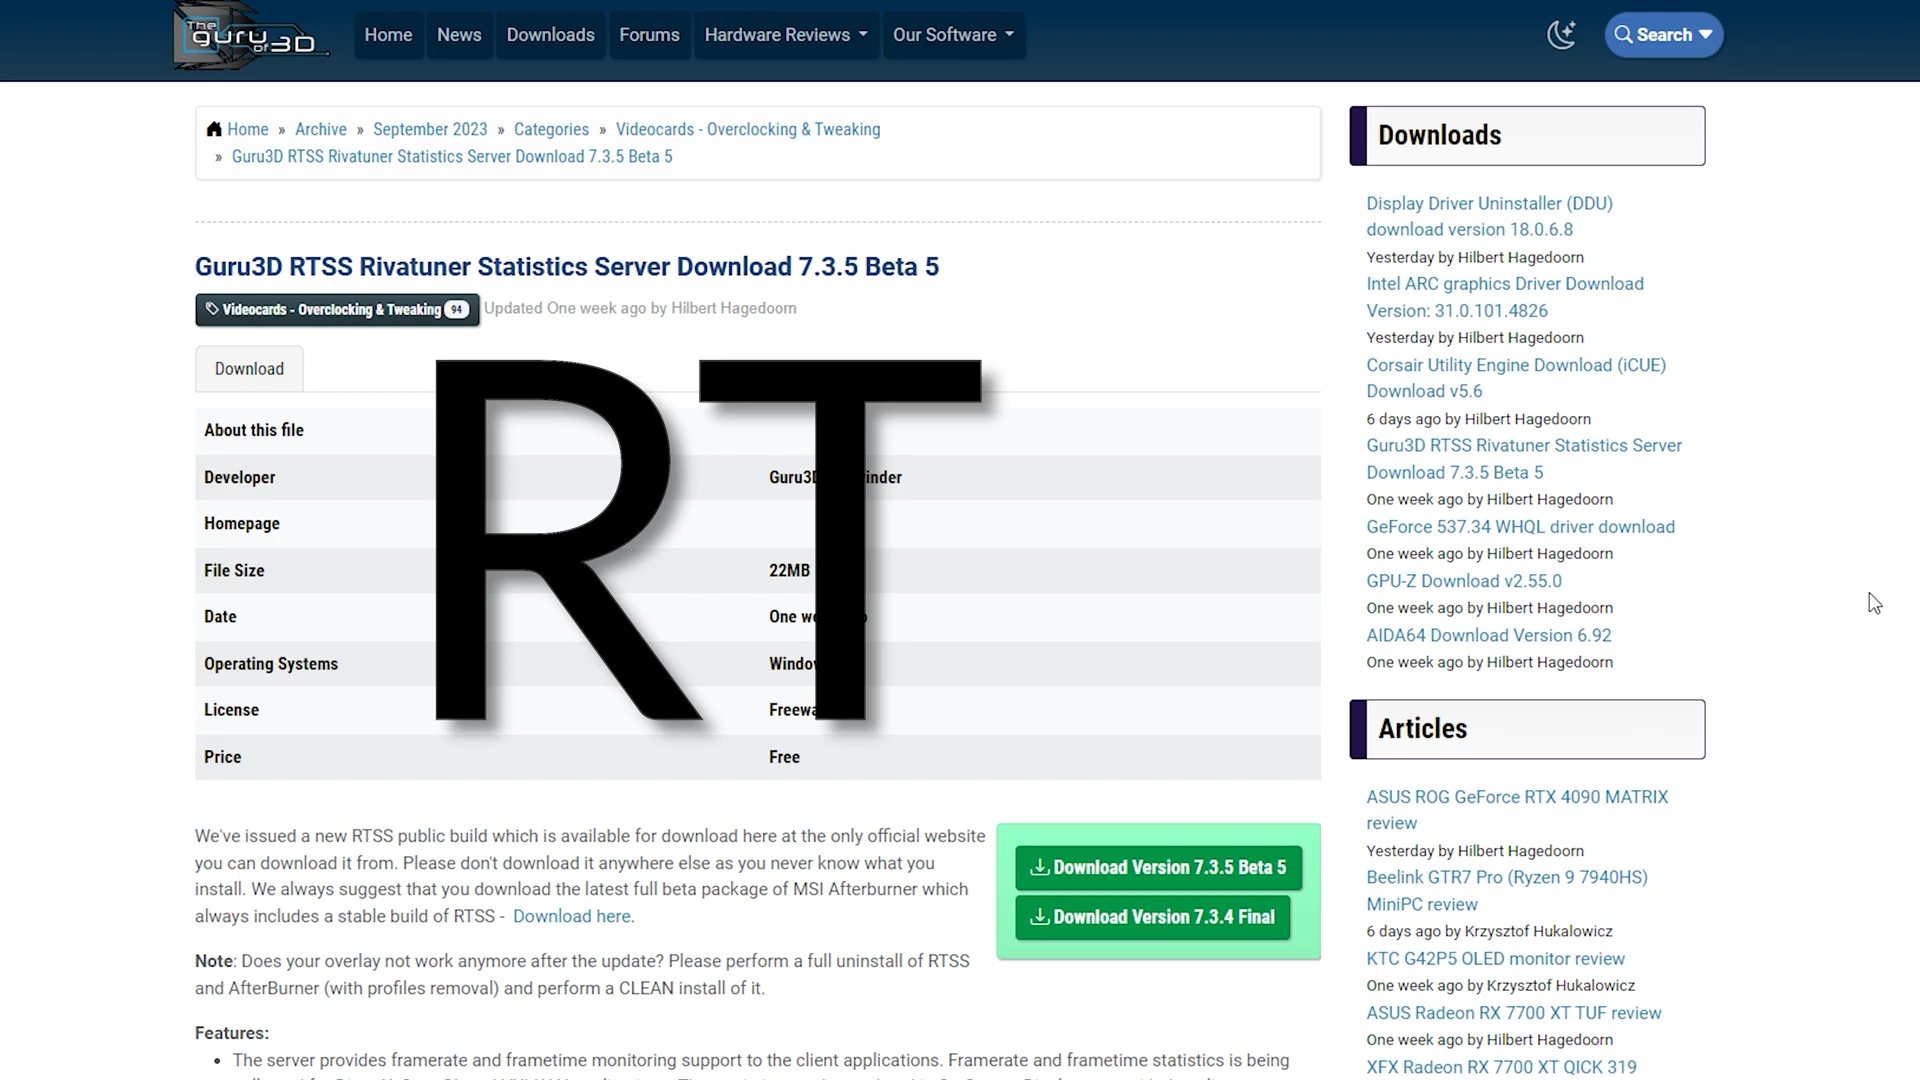 The
guru of 3D
Home News Downloads Forums Hardware Reviews Our Software Search
Home » Archive » September 2023 » Categories » Videocards - Overclocking & Tweaking
» Guru3D RTSS Rivatuner Statistics Server Download 7.3.5 Beta 5
Guru3D RTSS Rivatuner Statistics Server Download 7.3.5 Beta 5
Videocards - Overclocking & Tweaking 94 Updated One week ago by Hilbert Hagedoorn
Download
RT
About this file
Developer
Homepage
File Size 22MB
Date
Operating Systems
License
Price Free
We've issued a new RTSS public build which is available for download here at the only official website
you can download it from. Please don't download it anywhere else as you never know what you
install. We always suggest that you download the latest full beta package of MSI Afterburner which
always includes a stable build of RTSS - Download here.
Download Version 7.3.5 Beta 5
Download Version 7.3.4 Final
Note: Does your overlay not work anymore after the update? Please perform a full uninstall of RTSS
and AfterBurner (with profiles removal) and perform a CLEAN install of it.
Features:
• The server provides framerate and frametime monitoring support to the client applications. Framerate and frametime statistics is being
Downloads
Display Driver Uninstaller (DDU)
download version 18.0.6.8
Yesterday by Hilbert Hagedoorn
Intel ARC graphics Driver Download
Version: 31.0.101.4826
Yesterday by Hilbert Hagedoorn
Corsair Utility Engine Download (iCUE)
Download v5.6
6 days ago by Hilbert Hagedoorn
Guru3D RTSS Rivatuner Statistics Server
Download 7.3.5 Beta 5
One week ago by Hilbert Hagedoorn
GeForce 537.34 WHQL driver download
One week ago by Hilbert Hagedoorn
GPU-Z Download v2.55.0
One week ago by Hilbert Hagedoorn
AIDA64 Download Version 6.92
One week ago by Hilbert Hagedoorn
Articles
ASUS ROG GeForce RTX 4090 MATRIX
review
Yesterday by Hilbert Hagedoorn
Beelink GTR7 Pro (Ryzen 9 7940HS)
MiniPC review
6 days ago by Krzysztof Hukalowicz
KTC G42P5 OLED monitor review
One week ago by Krzysztof Hukalowicz
ASUS Radeon RX 7700 XT TUF review
One week ago by Hilbert Hagedoorn
XFX Radeon RX 7700 XT QICK 319